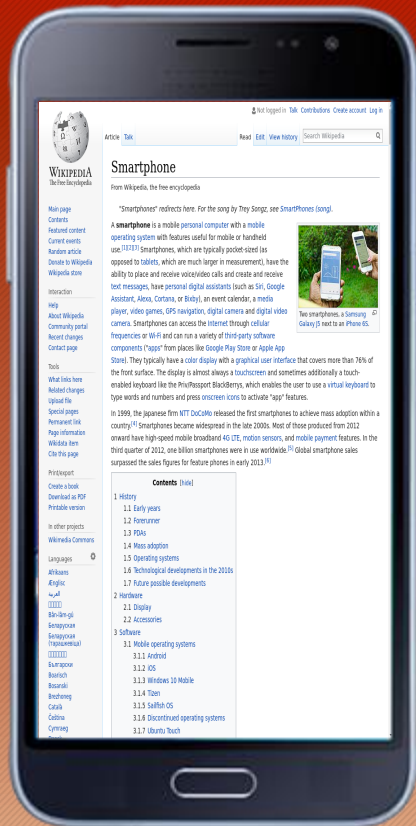 Not logged in Talk Contributions Create account Log in
Article Talk
Read Edit View history Search Wikipedia
WIKIPEDIA
The Free Encyclopedia
Main page
Contents
Featured content
Current events
Random article
Donate to Wikipedia
Wikipedia store
Interaction
Help
About Wikipedia
Community portal
Recent changes
Contact page
Tools
What links here
Related changes
Upload file
Special pages
Permanent link
Page information
Wikidata item
Cite this page
Print/export
Create a book
Download as PDF
Printable version
In other projects
Wikimedia Commons
Languages
Afrikaans
Ænglisc
العربية
Bân-lâm-gú
Беларуская
Беларуская
(тарашкевіца)
Български
Boarisch
Bosanski
Brezhoneg
Català
Čeština
Cymraeg
Smartphone
From Wikipedia, the free encyclopedia
"Smartphones" redirects here. For the song by Trey Songz, see SmartPhones (song).
A smartphone is a mobile personal computer with a mobile
operating system with features useful for mobile or handheld
use.[1][2][3] Smartphones, which are typically pocket-sized (as
opposed to tablets, which are much larger in measurement), have the
ability to place and receive voice/video calls and create and receive
text messages, have personal digital assistants (such as Siri, Google
Assistant, Alexa, Cortana, or Bixby), an event calendar, a media
player, video games, GPS navigation, digital camera and digital video
camera. Smartphones can access the Internet through cellular
frequencies or Wi-Fi and can run a variety of third-party software
components ("apps" from places like Google Play Store or Apple App
Store). They typically have a color display with a graphical user interface that covers more than 76% of
the front surface. The display is almost always a touchscreen and sometimes additionally a touch-
enabled keyboard like the Priv/Passport BlackBerrys, which enables the user to use a virtual keyboard to
type words and numbers and press onscreen icons to activate "app" features.
Two smartphones, a Samsung
Galaxy J5 next to an iPhone 6S.
In 1999, the Japanese firm NTT DoCoMo released the first smartphones to achieve mass adoption within a
country.[4] Smartphones became widespread in the late 2000s. Most of those produced from 2012
onward have high-speed mobile broadband 4G LTE, motion sensors, and mobile payment features. In the
third quarter of 2012, one billion smartphones were in use worldwide.[5] Global smartphone sales
surpassed the sales figures for feature phones in early 2013.[6]
Contents [hide]
1 History
1.1 Early years
1.2 Forerunner
1.3 PDAs
1.4 Mass adoption
1.5 Operating systems
1.6 Technological developments in the 2010s
1.7 Future possible developments
2 Hardware
2.1 Display
2.2 Accessories
3 Software
3.1 Mobile operating systems
3.1.1 Android
3.1.2 iOS
3.1.3 Windows 10 Mobile
3.1.4 Tizen
3.1.5 Sailfish OS
3.1.6 Discontinued operating systems
3.1.7 Ubuntu Touch